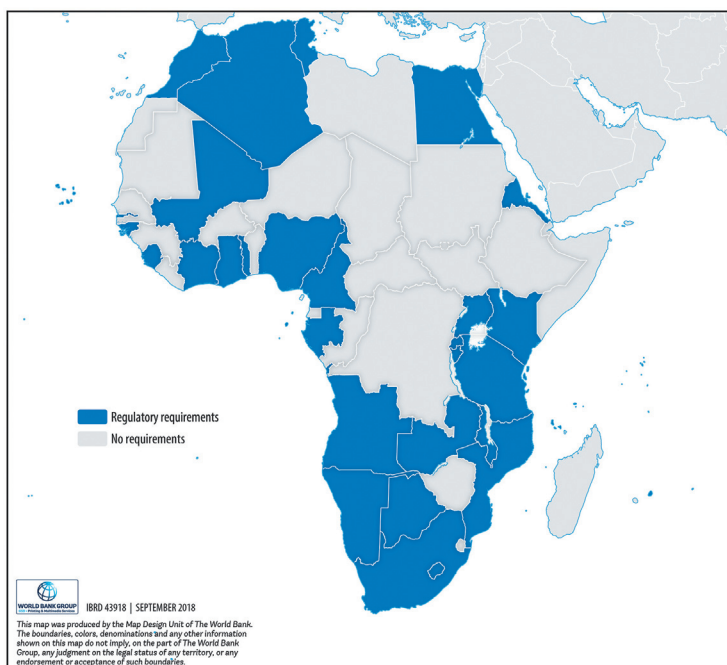 Regulatory requirements
No requirements
WORLD BANK GROUP
IBRD 43918 | SEPTEMBER 2018
This map was produced by the Map Design Unit of The World Bank.
The boundaries, colors, denominations and any other information
shown on this map do not imply, on the part of The World Bank
Group, any judgment on the legal status of any territory, or any
endorsement or acceptance of such boundaries.